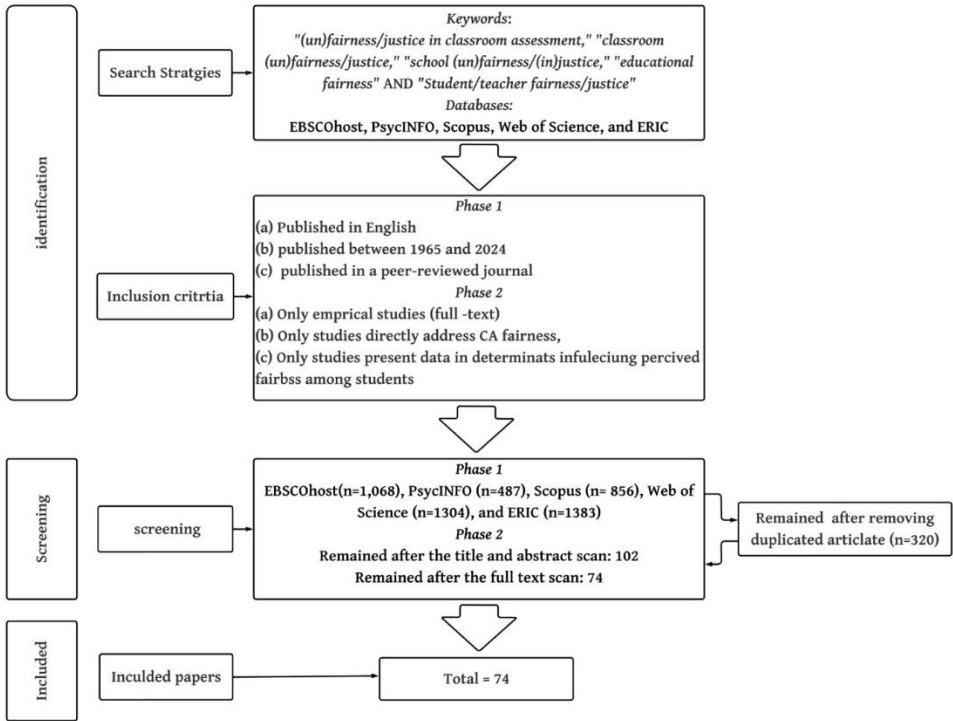 identification
Search Stratgies
Keywords:
"(un)fairness/justice in classroom assessment," "classroom
(un)fairness/justice," "school (un)fairness/(in)justice," "educational
fairness" AND "Student/teacher fairness/justice"
Databases:
EBSCOhost, PsycINFO, Scopus, Web of Science, and ERIC
Inclusion critrtia
Phase 1
(a) Published in English
(b) published between 1965 and 2024
(c) published in a peer-reviewed journal
Phase 2
(a) Only emprical studies (full -text)
(b) Only studies directly address CA fairness,
(c) Only studies present data in determinats infuleciung percived
fairbss among students
Screening
screening
Phase 1
EBSCOhost(n=1,068), PsycINFO (n=487), Scopus (n= 856), Web of
Science (n=1304), and ERIC (n=1383)
Phase 2
Remained after the title and abstract scan: 102
Remained after the full text scan: 74
Remained after removing
duplicated articlate (n=320)
Included
Inculded papers
Total = 74